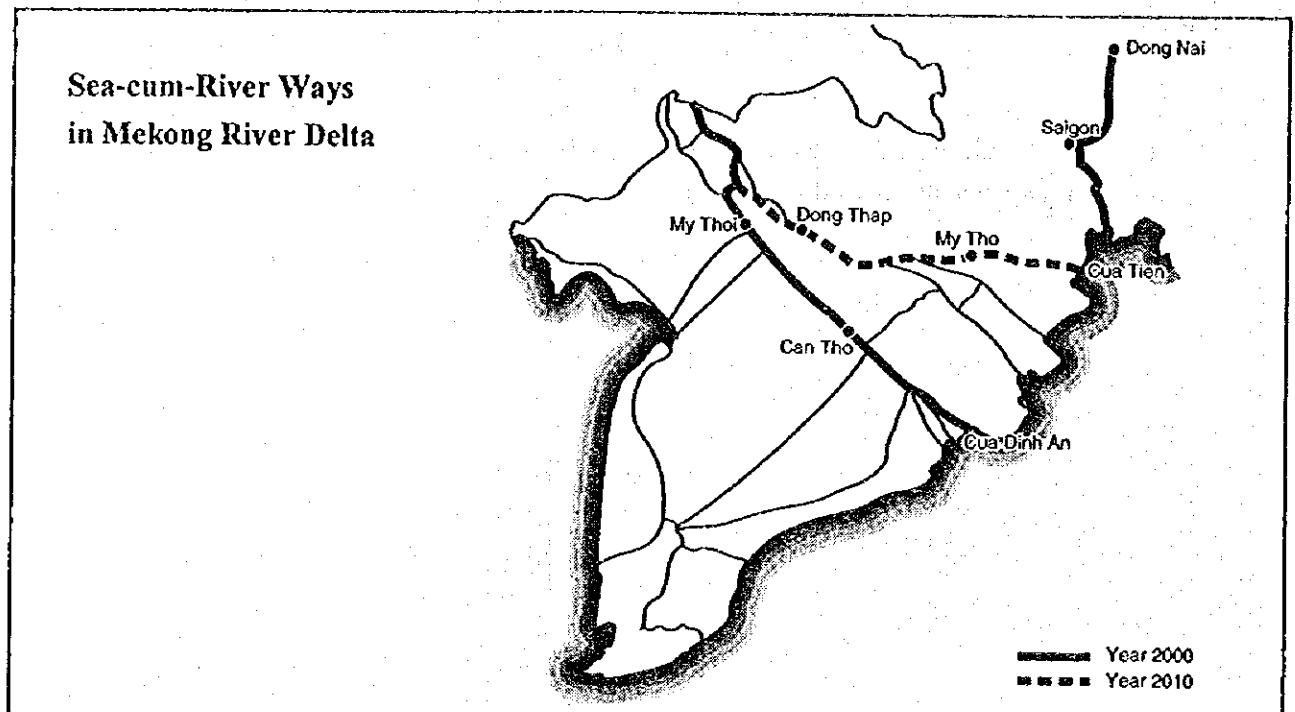 Sea-cum-River Ways
in Mekong River Delta
Dong Nai
Saigon
My Thoi
Dong Thap
My Tho
Cua Tien
Can Tho
Cua Dinh An
Year 2000
Year 2010